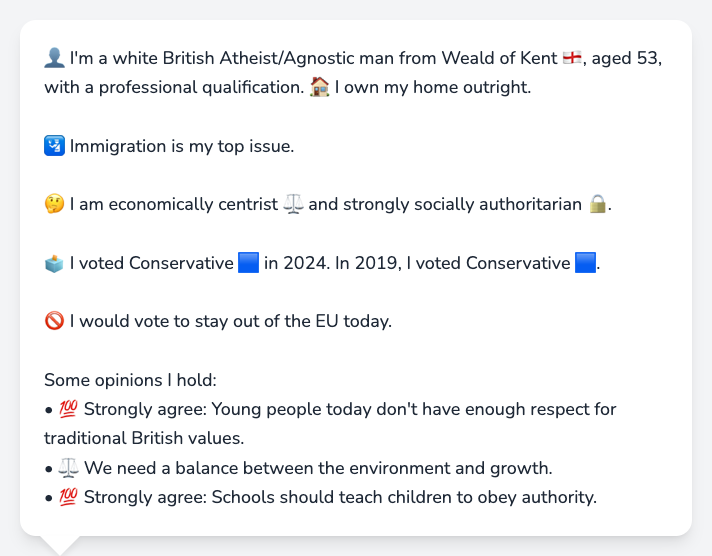 👤 I'm a white British Atheist/Agnostic man from Weald of Kent 🏴󠁧󠁢󠁥󠁮󠁧󠁿, aged 53,
with a professional qualification. 🏠 I own my home outright.
🛂 Immigration is my top issue.
🤔 I am economically centrist ⚖️ and strongly socially authoritarian 🔒.
🗳️ I voted Conservative 🟦 in 2024. In 2019, I voted Conservative 🟦.
🚫 I would vote to stay out of the EU today.
Some opinions I hold:
• 💯 Strongly agree: Young people today don't have enough respect for
traditional British values.
• ⚖️ We need a balance between the environment and growth.
• 💯 Strongly agree: Schools should teach children to obey authority.